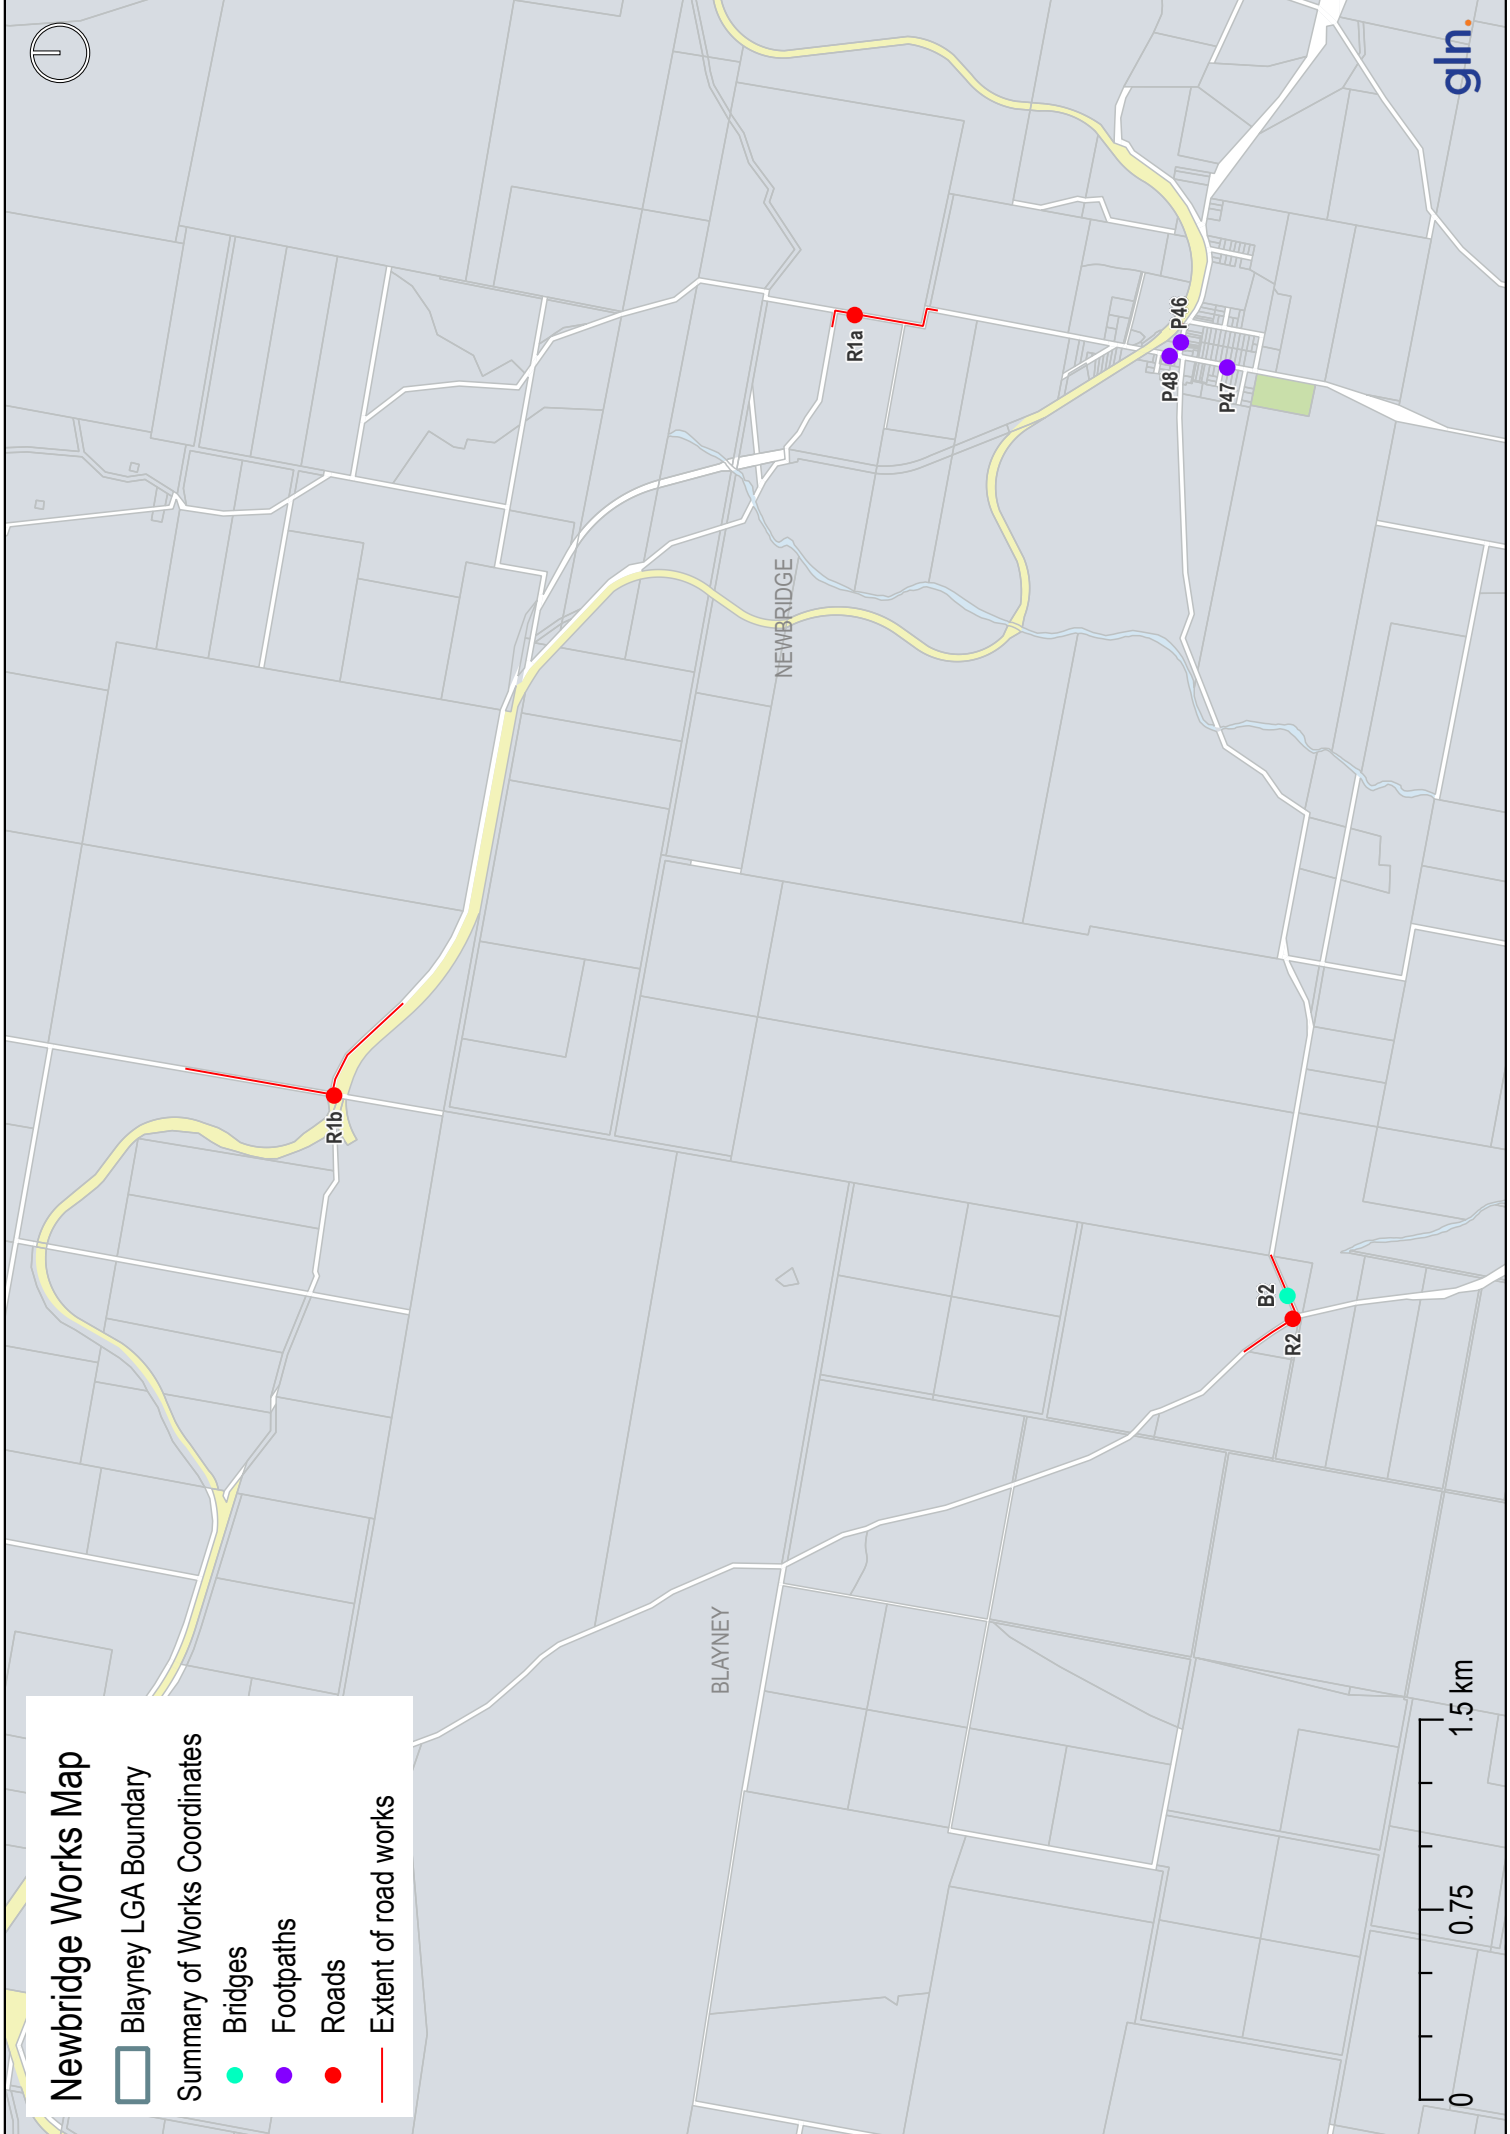 Newbridge Works Map
Blayney LGA Boundary
Summary of Works Coordinates
Bridges
Footpaths
Roads
Extent of road works
R1b
R1a
NEWBRIDGE
BLAYNEY
P48
P46
P47
B2
R2
0
0.75
1.5 km
gln.